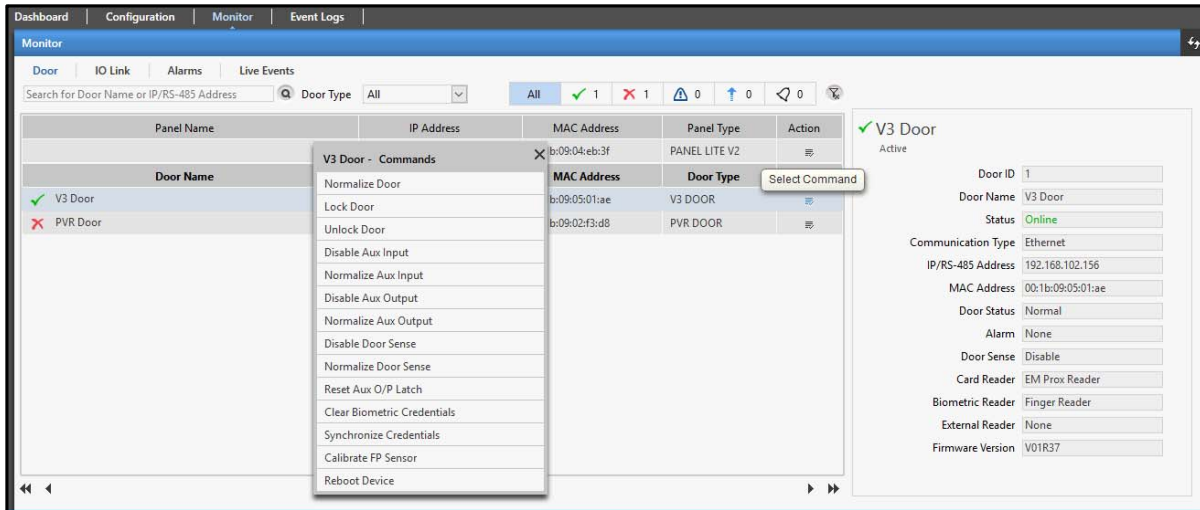 Dashboard Configuration Monitor Event Logs
Monitor
Door IO Link Alarms Live Events
Search for Door Name or IP/RS-485 Address Door Type All All 1 1 0 0 0
Panel Name IP Address MAC Address Panel Type Action
b:09:04:eb:3f PANEL LITE V2
Door Name MAC Address Door Type
V3 Door b:09:05:01:ae V3 DOOR
PVR Door b:09:02:f3:d8 PVR DOOR
Select Command
V3 Door - Commands
Normalize Door
Lock Door
Unlock Door
Disable Aux Input
Normalize Aux Input
Disable Aux Output
Normalize Aux Output
Disable Door Sense
Normalize Door Sense
Reset Aux O/P Latch
Clear Biometric Credentials
Synchronize Credentials
Calibrate FP Sensor
Reboot Device
V3 Door
Active
Door ID 1
Door Name V3 Door
Status Online
Communication Type Ethernet
IP/RS-485 Address 192.168.102.156
MAC Address 00:1b:09:05:01:ae
Door Status Normal
Alarm None
Door Sense Disable
Card Reader EM Prox Reader
Biometric Reader Finger Reader
External Reader None
Firmware Version V01R37